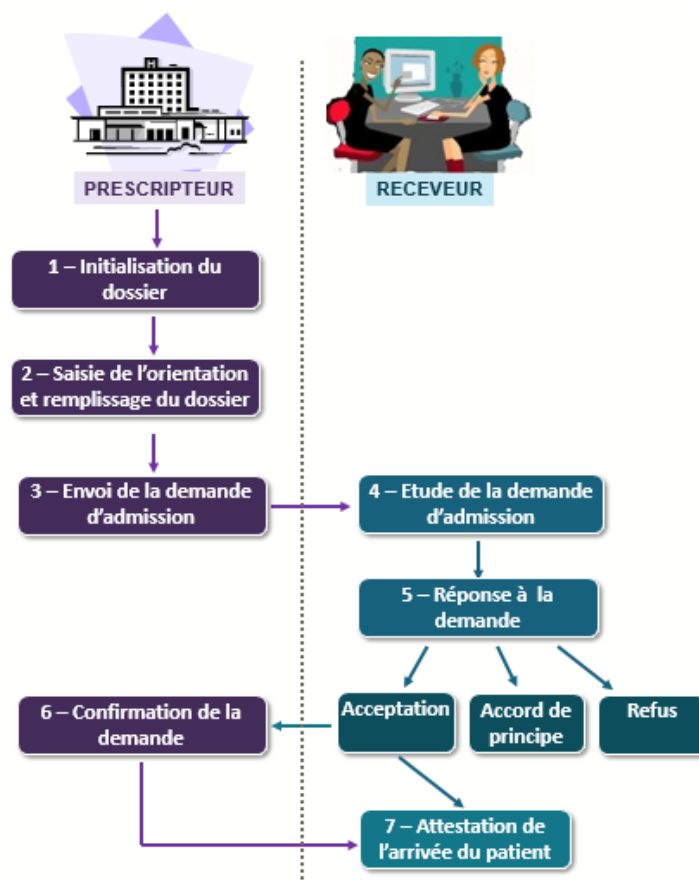 PRESCRIPTEUR
RECEVEUR
1 – Initialisation du
dossier
2 – Saisie de l'orientation
et remplissage du dossier
3 – Envoi de la demande
d'admission
4 – Etude de la demande
d'admission
5 – Réponse à la
demande
6 – Confirmation de la
demande
Acceptation
Accord de
principe
Refus
7 – Attestation de
l'arrivée du patient